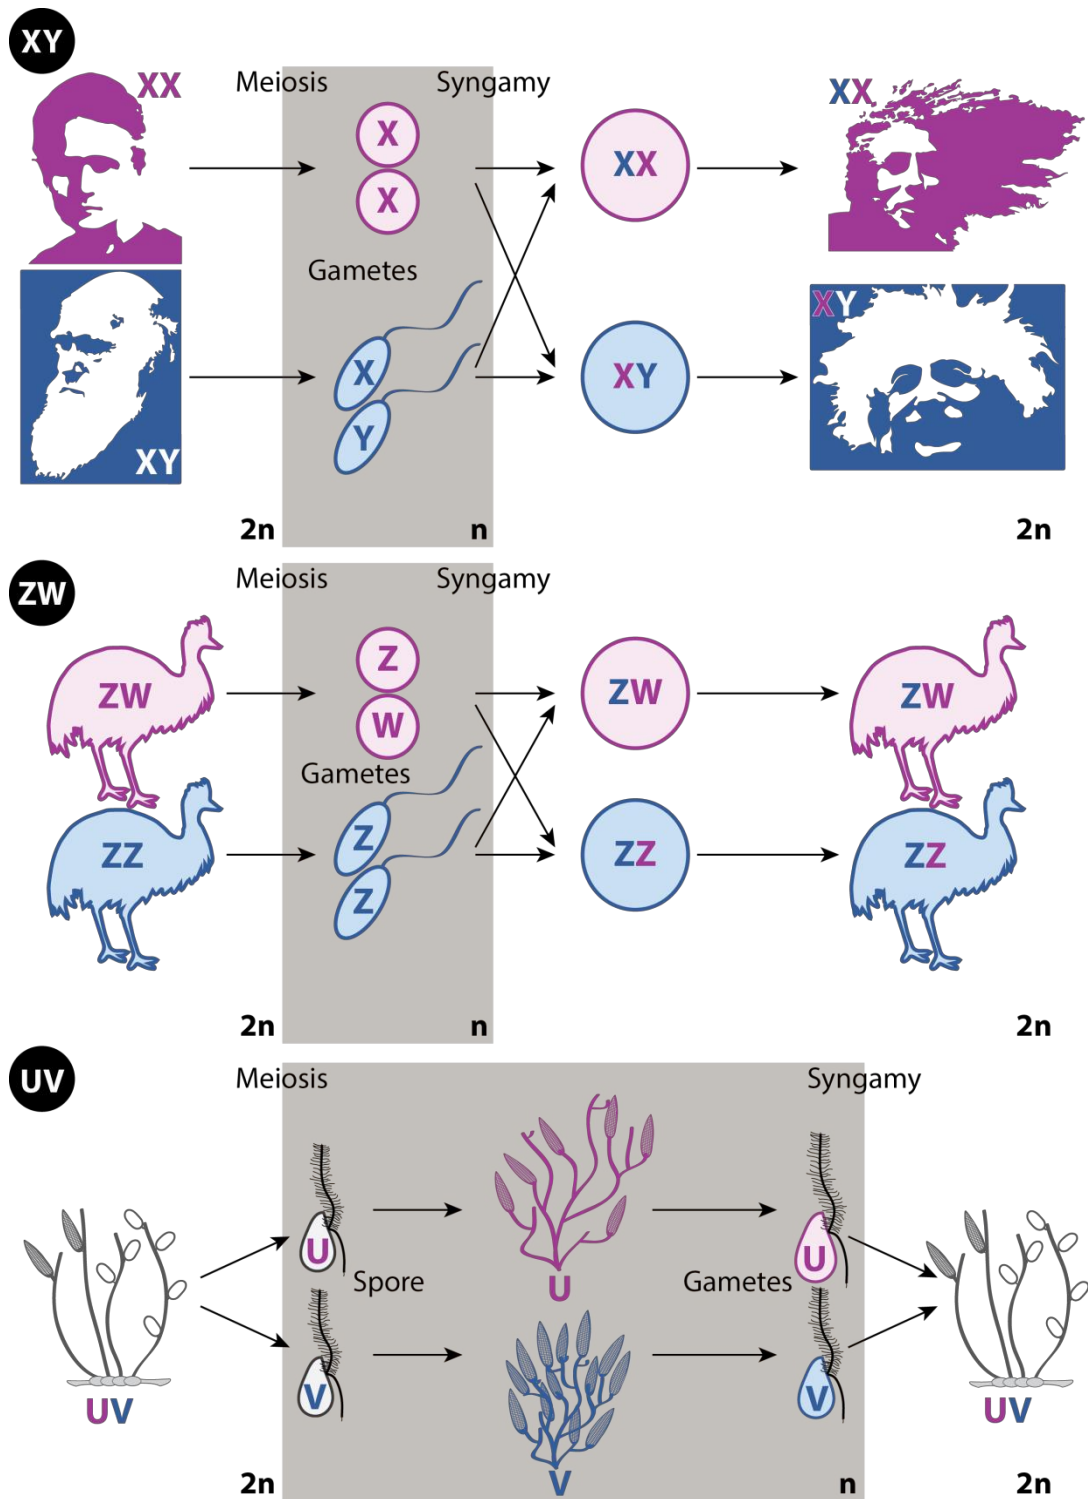 XY
XX
Meiosis
Syngamy
XX
X
X
XX
Gametes
XY
X
Y
XY
XY
2n
n
2n
ZW
Meiosis
Syngamy
ZW
Z
W
ZW
ZW
Gametes
ZZ
Z
Z
ZZ
ZZ
2n
n
2n
UV
Meiosis
Syngamy
U
U
Spore
U
Gametes
V
V
UV
V
UV
2n
n
2n